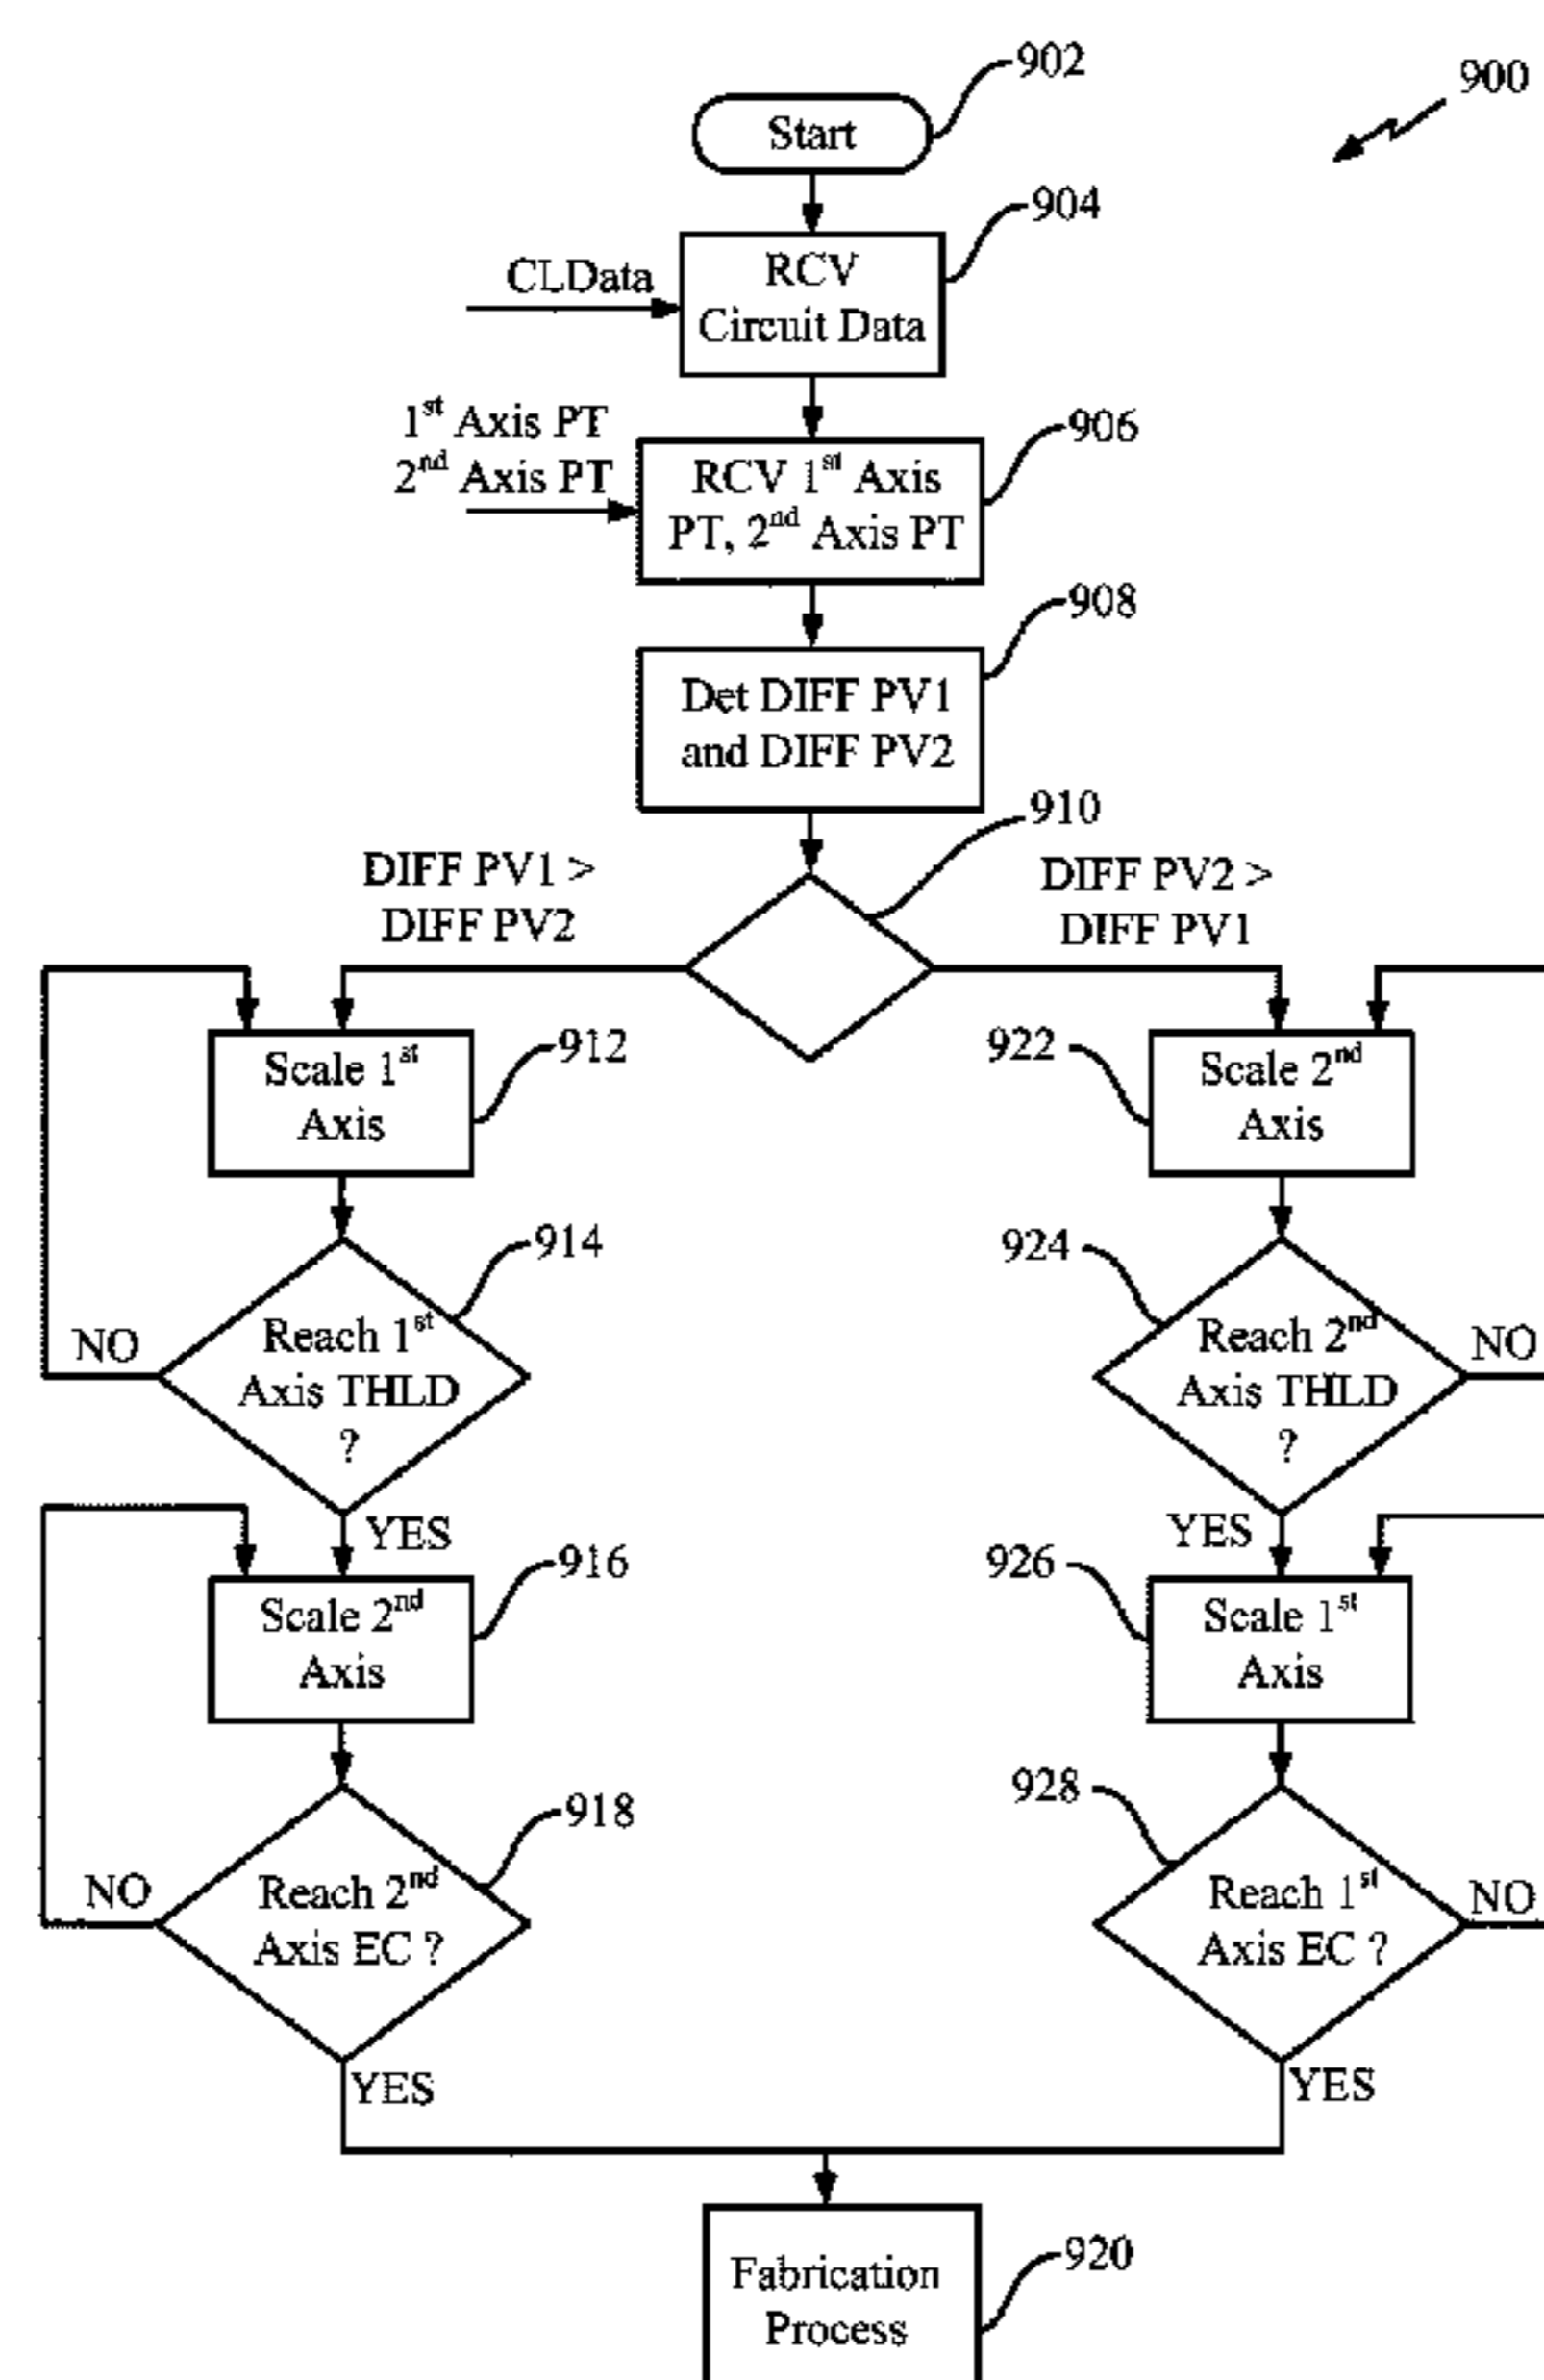 902
900
Start
904
CLData
RCV
Circuit Data
1st Axis PT
2nd Axis PT
906
RCV 1st Axis
PT, 2nd Axis PT
908
Det DIFF PV1
and DIFF PV2
910
DIFF PV1 >
DIFF PV2
DIFF PV2 >
DIFF PV1
Scale 1st
Axis
912
922
Scale 2nd
Axis
914
924
NO
Reach 1st
Axis THLD
?
Reach 2nd
Axis THLD
?
NO
YES
YES
916
926
Scale 2nd
Axis
Scale 1st
Axis
918
928
NO
Reach 2nd
Axis EC ?
Reach 1st
Axis EC ?
NO
YES
YES
920
Fabrication
Process